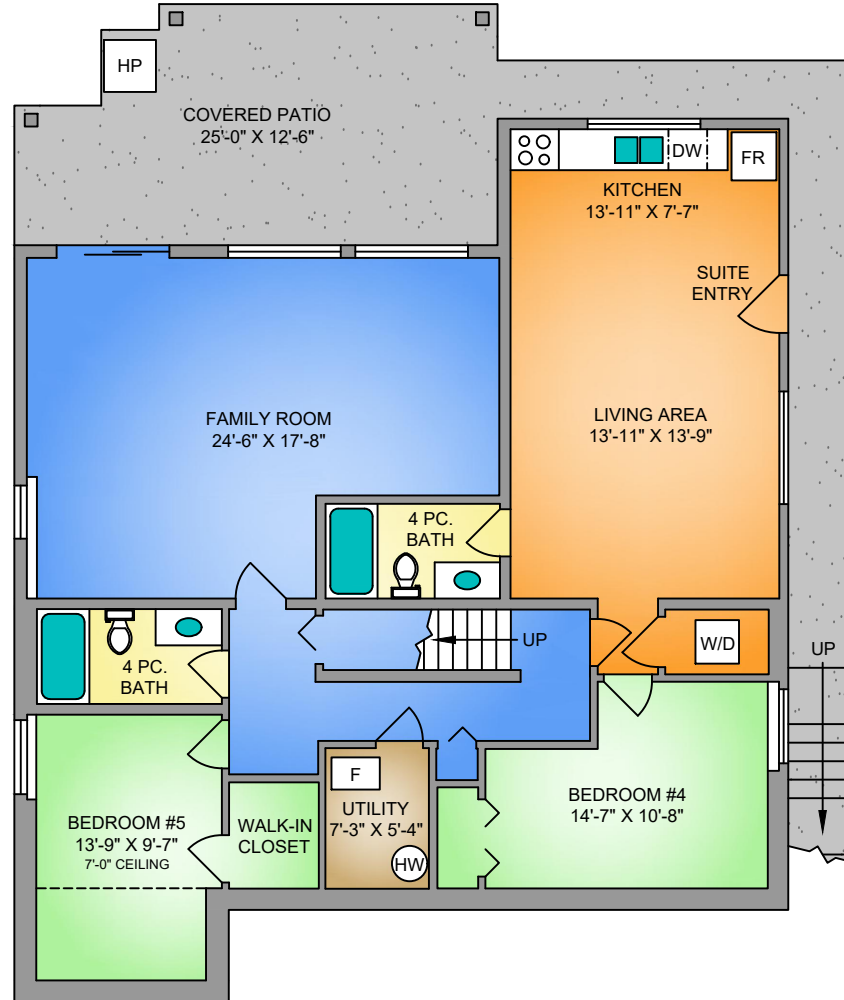 HP
COVERED PATIO
25'-0" X 12'-6"
DW
FR
KITCHEN
13'-11" X 7'-7"
SUITE
ENTRY
FAMILY ROOM
24'-6" X 17'-8"
LIVING AREA
13'-11" X 13'-9"
4 PC.
BATH
UP
W/D
UP
4 PC.
BATH
F
UTILITY
7'-3" X 5'-4"
HW
BEDROOM #4
14'-7" X 10'-8"
BEDROOM #5
13'-9" X 9'-7"
7'-0" CEILING
WALK-IN
CLOSET